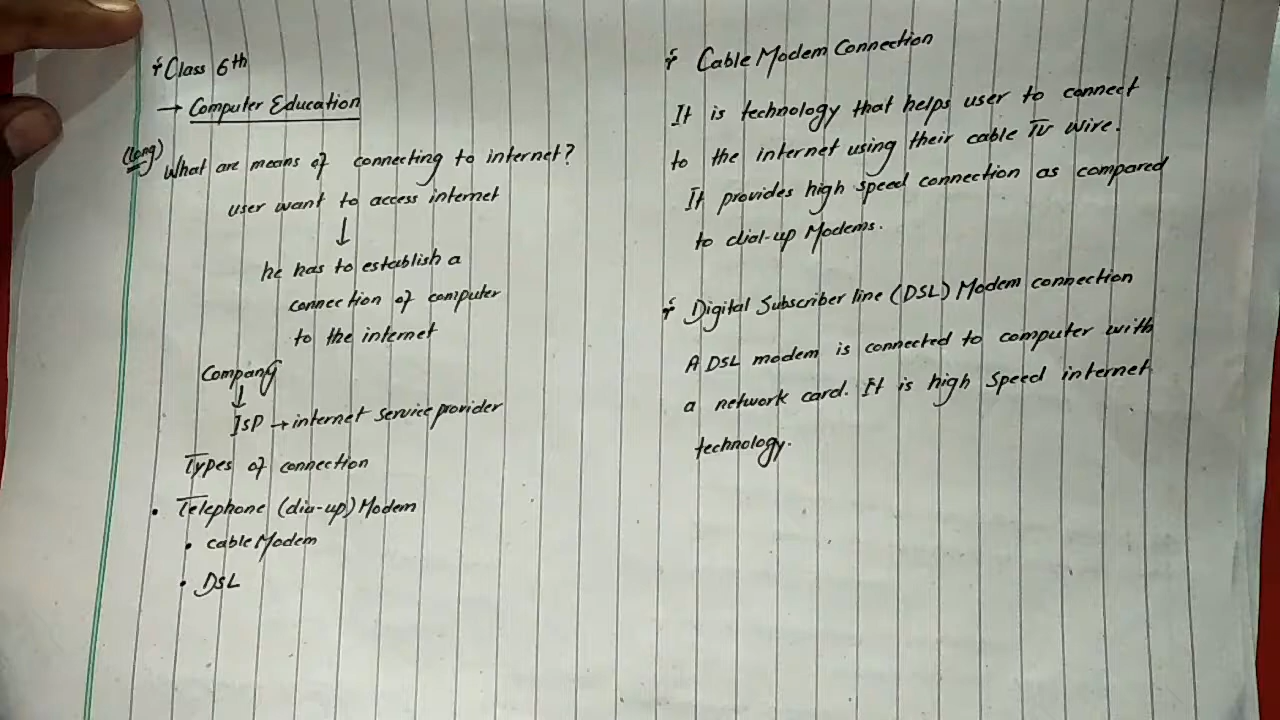 Class 6th
→ Computer Education
(long) What are means of connecting to internet?
user want to access internet
↓
he has to establish a
connection of computer
to the internet
Company
↓
ISP → internet service provider
Types of connection
• Telephone (dia-up) Modem
• cable Modem
• DSL
Cable Modem Connection
It is technology that helps user to connect
to the internet using their cable TV wire.
It provides high speed connection as compared
to dial-up Modems.
Digital Subscriber line (DSL) Modem connection
A DSL modem is connected to computer with
a network card. It is high speed internet
technology.